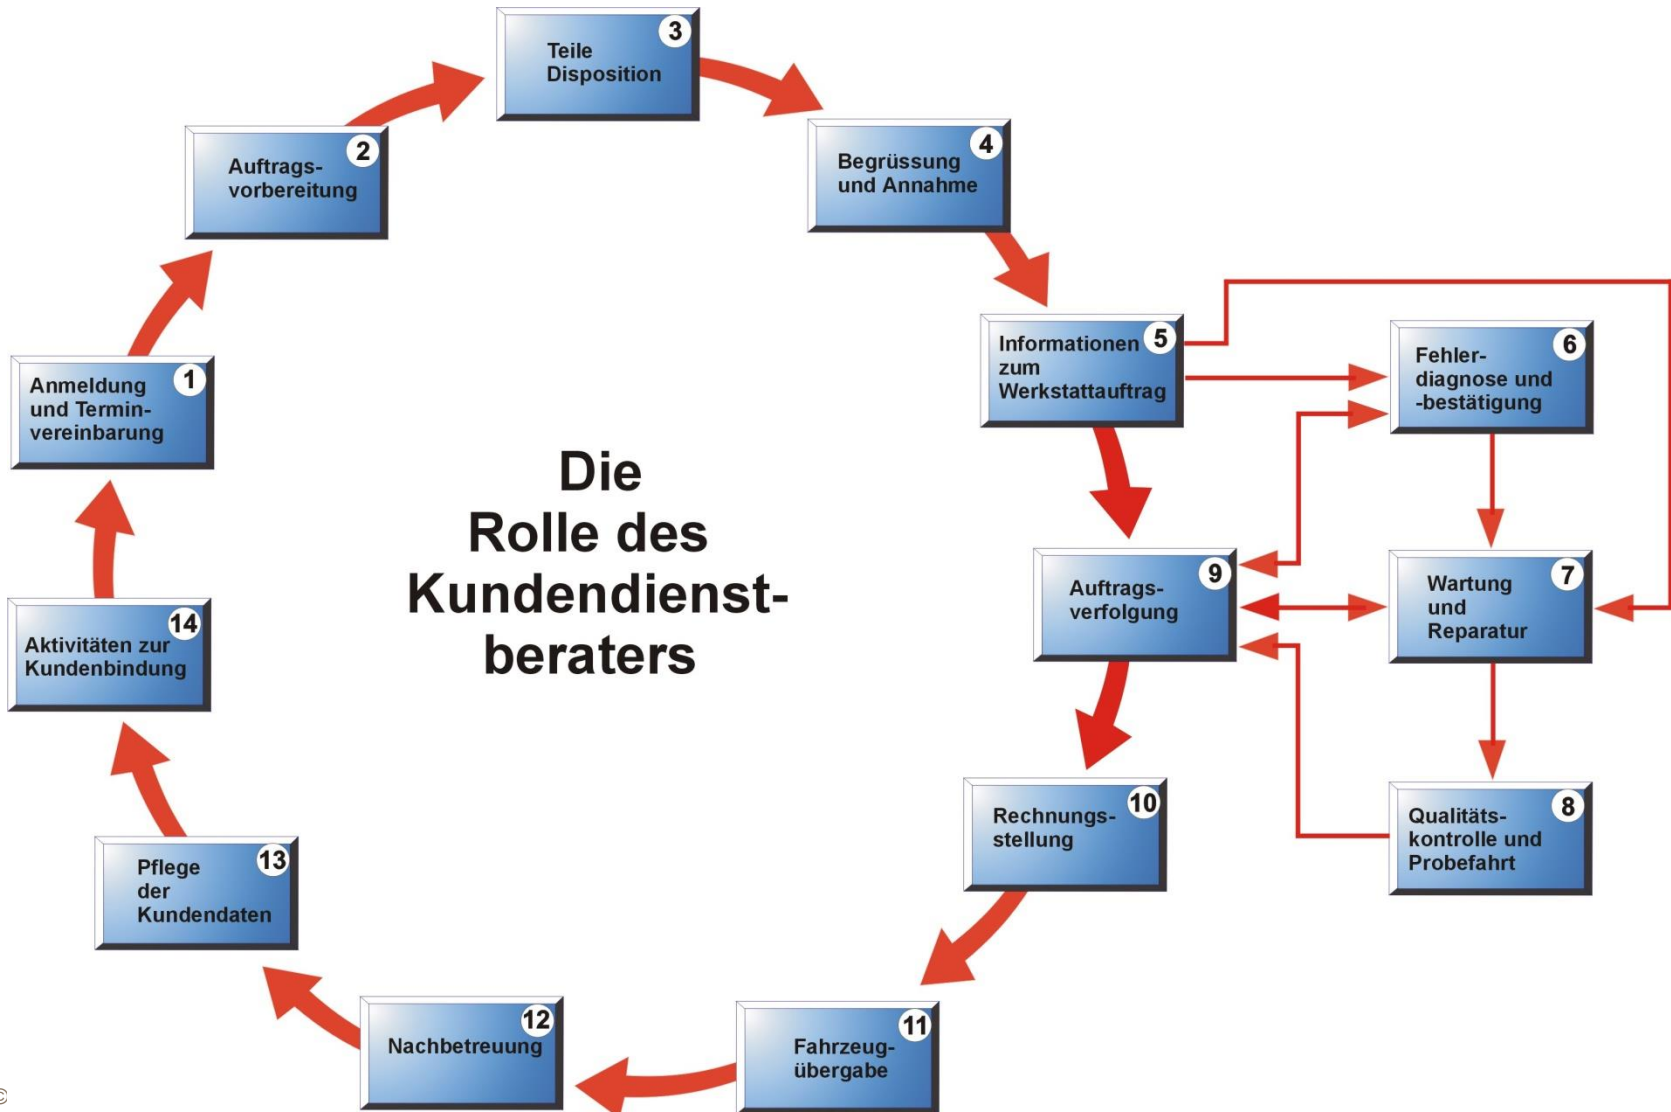 3
Teile
Disposition
2
Auftrags-
vorbereitung
4
Begrüssung
und Annahme
1
Anmeldung
und Termin-
vereinbarung
5
Informationen
zum
Werkstattauftrag
6
Fehler-
diagnose und
-bestätigung
Die
Rolle des
Kundendienst-
beraters
9
Auftrags-
verfolgung
7
Wartung
und
Reparatur
14
Aktivitäten zur
Kundenbindung
10
Rechnungs-
stellung
8
Qualitäts-
kontrolle und
Probefahrt
13
Pflege
der
Kundendaten
12
Nachbetreuung
11
Fahrzeug-
übergabe
©